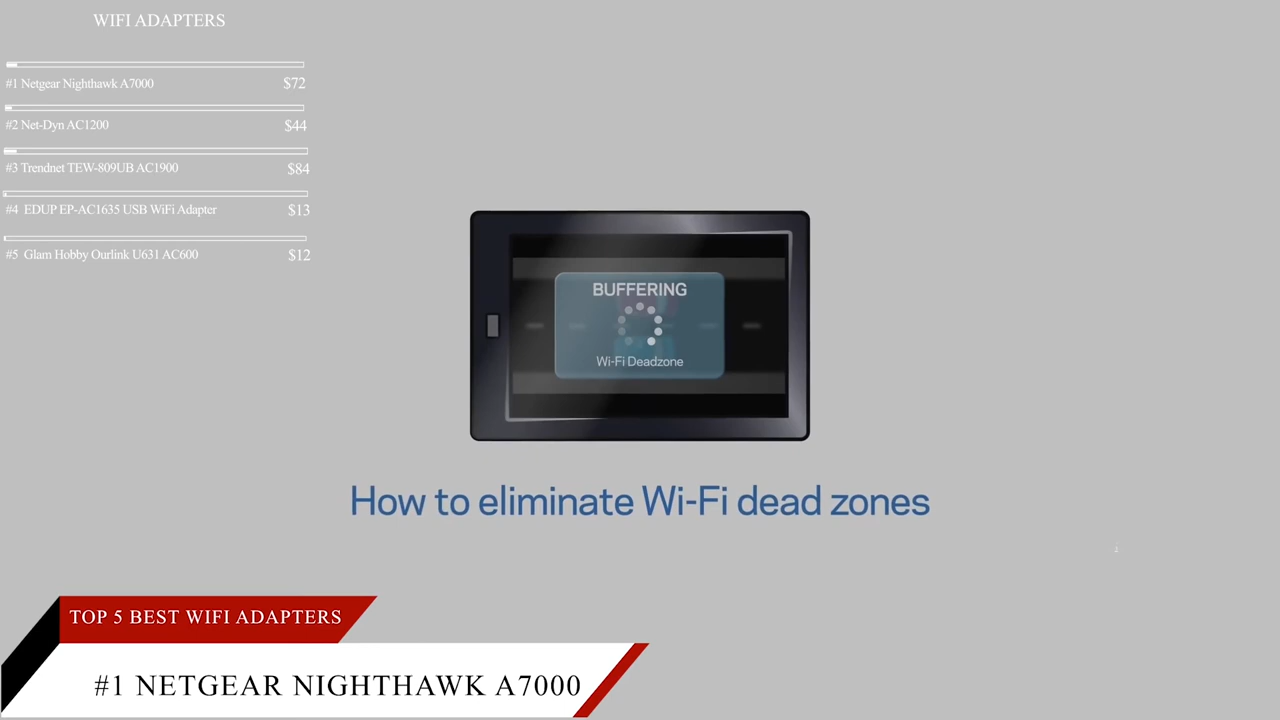 WIFI ADAPTERS
#1 Netgear Nighthawk A7000 $72
#2 Net-Dyn AC1200 $44
#3 Trendnet TEW-809UB AC1900 $84
#4 EDUP EP-AC1635 USB WiFi Adapter $13
#5 Glam Hobby Ourlink U631 AC600 $12
BUFFERING
Wi-Fi Deadzone
How to eliminate Wi-Fi dead zones
TOP 5 BEST WIFI ADAPTERS
#1 NETGEAR NIGHTHAWK A7000